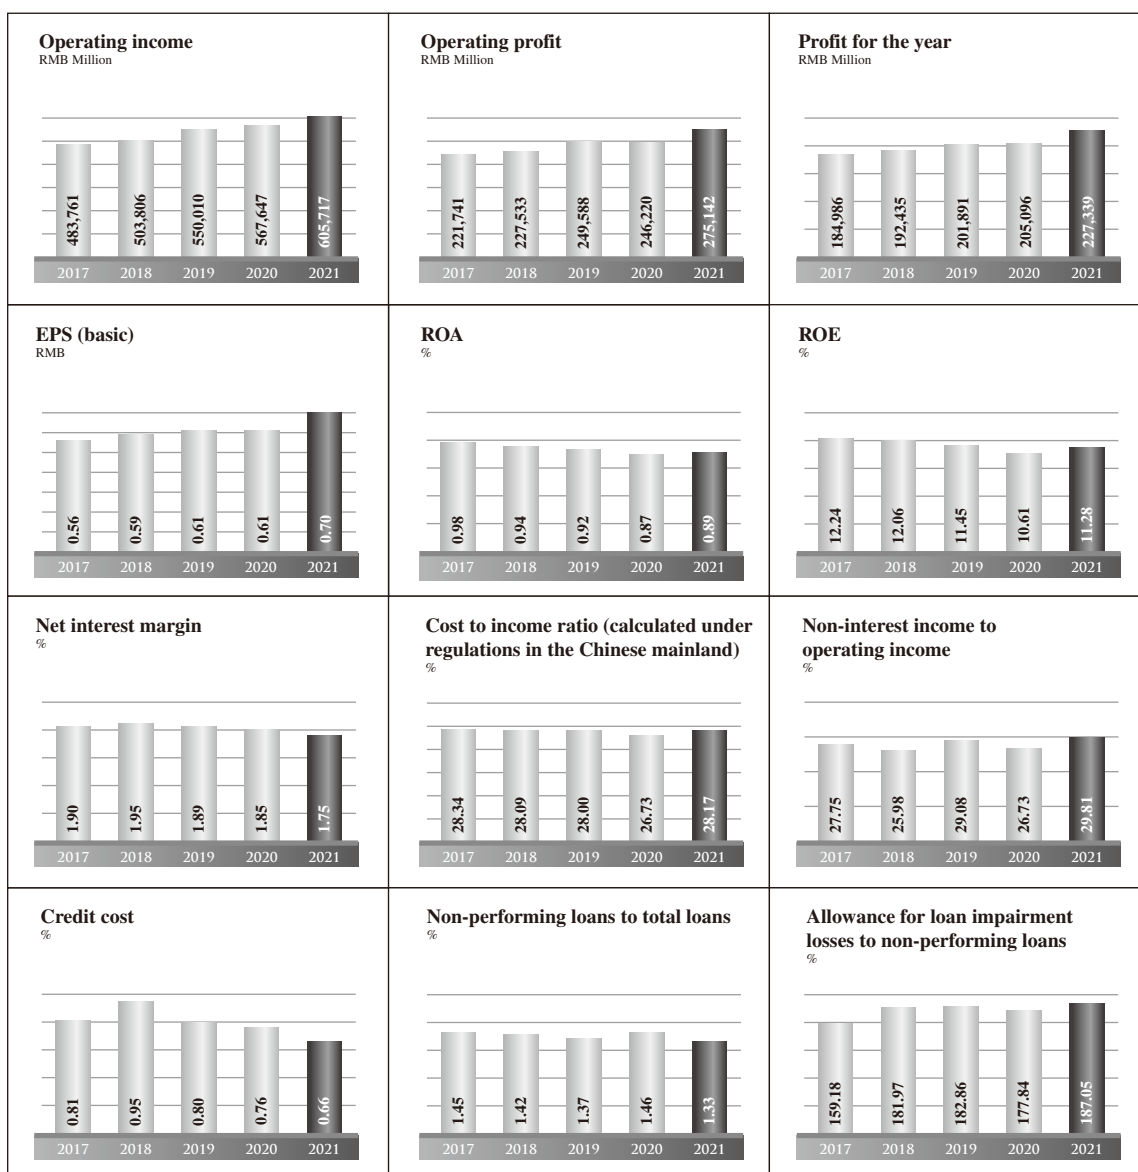 Operating income
RMB Million
483,761
503,806
550,010
567,647
605,717
2017 2018 2019 2020 2021
Operating profit
RMB Million
221,741
227,533
249,588
246,220
275,142
2017 2018 2019 2020 2021
Profit for the year
RMB Million
184,986
192,435
201,891
205,096
227,339
2017 2018 2019 2020 2021
EPS (basic)
RMB
0.56
0.59
0.61
0.61
0.70
2017 2018 2019 2020 2021
ROA
%
0.98
0.94
0.92
0.87
0.89
2017 2018 2019 2020 2021
ROE
%
12.24
12.06
11.45
10.61
11.28
2017 2018 2019 2020 2021
Net interest margin
%
1.90
1.95
1.89
1.85
1.75
2017 2018 2019 2020 2021
Cost to income ratio (calculated under
regulations in the Chinese mainland)
%
28.34
28.09
28.00
26.73
28.17
2017 2018 2019 2020 2021
Non-interest income to
operating income
%
27.75
25.98
29.08
26.73
29.81
2017 2018 2019 2020 2021
Credit cost
%
0.81
0.95
0.80
0.76
0.66
2017 2018 2019 2020 2021
Non-performing loans to total loans
%
1.45
1.42
1.37
1.46
1.33
2017 2018 2019 2020 2021
Allowance for loan impairment
losses to non-performing loans
%
159.18
181.97
182.86
177.84
187.05
2017 2018 2019 2020 2021